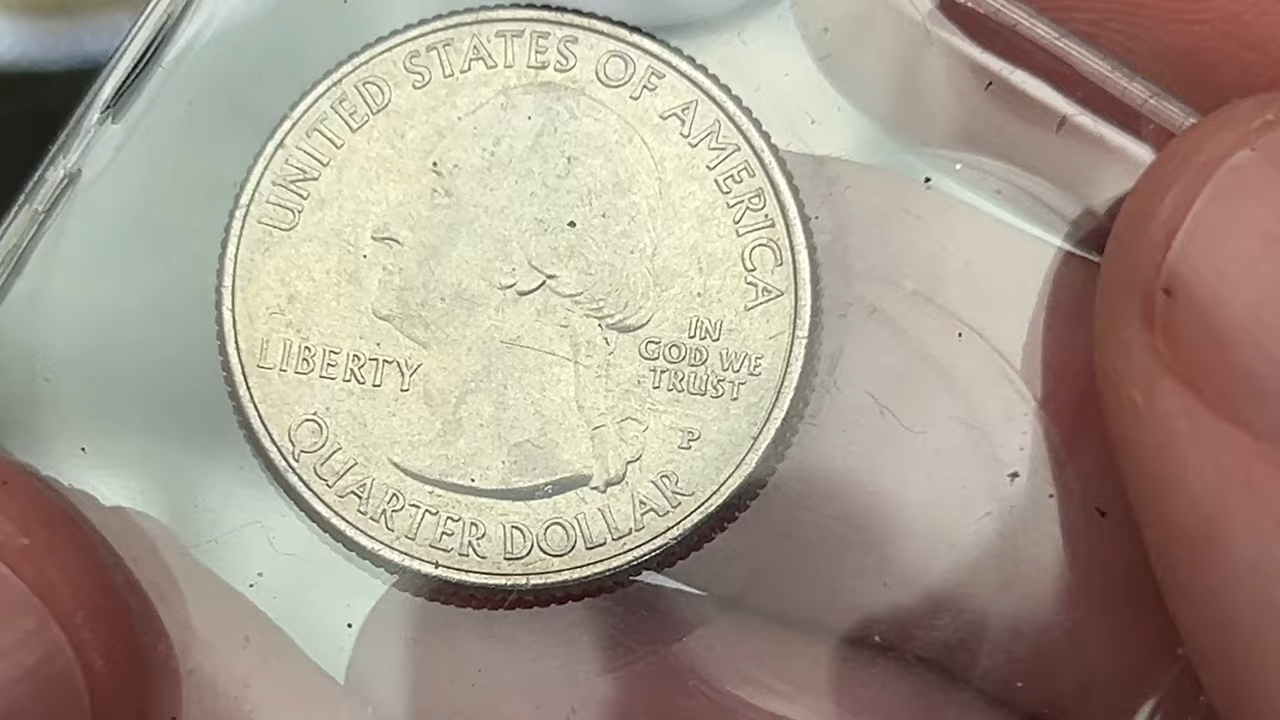 UNITED STATES OF AMERICA
LIBERTY
IN
GOD WE
TRUST
P
QUARTER DOLLAR